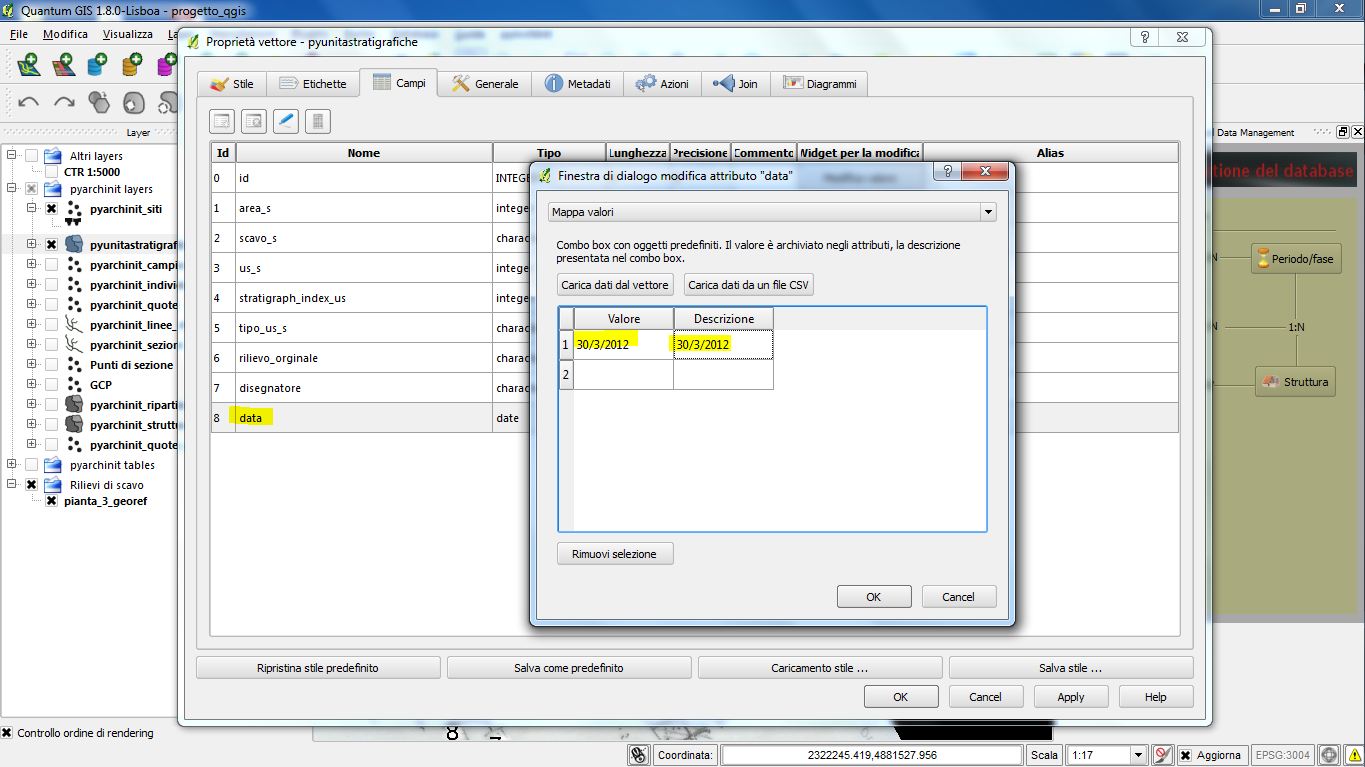 Quantum GIS 1.8.0-Lisboa - progetto_qgis
File Modifica Visualizza
Proprietà vettore - pyunitastratigrafiche
Stile Etichette Campi Generale Metadati Azioni Join Diagrammi
Layer
Altri layers
CTR 1:5000
pyarchinit layers
pyarchinit_siti
pyunitastratigraf
pyarchinit_campi
pyarchinit_individ
pyarchinit_quote
pyarchinit_linee_
pyarchinit_sezion
Punti di sezione
GCP
pyarchinit_riparti
pyarchinit_struttu
pyarchinit_quote
pyarchinit tables
Rilievi di scavo
pianta_3_georef
Controllo ordine di rendering
Id Nome Tipo Lunghezza Precisione Commento Widget per la modifica Alias
0 id INTEGE
1 area_s intege
2 scavo_s charac
3 us_s intege
4 stratigraph_index_us intege
5 tipo_us_s charac
6 rilievo_orginale charac
7 disegnatore charac
8 data date
Finestra di dialogo modifica attributo "data"
Mappa valori
Combo box con oggetti predefiniti. Il valore è archiviato negli attributi, la descrizione
presentata nel combo box.
Carica dati dal vettore Carica dati da un file CSV
Valore Descrizione
1 30/3/2012 30/3/2012
2
Rimuovi selezione
OK Cancel
Ripristina stile predefinito Salva come predefinito Caricamento stile ... Salva stile ...
OK Cancel Apply Help
Data Management
tione del database
N Periodo/fase
N 1:N
Struttura
Coordinata: 2322245.419,4881527.956 Scala 1:17 Aggiorna EPSG:3004